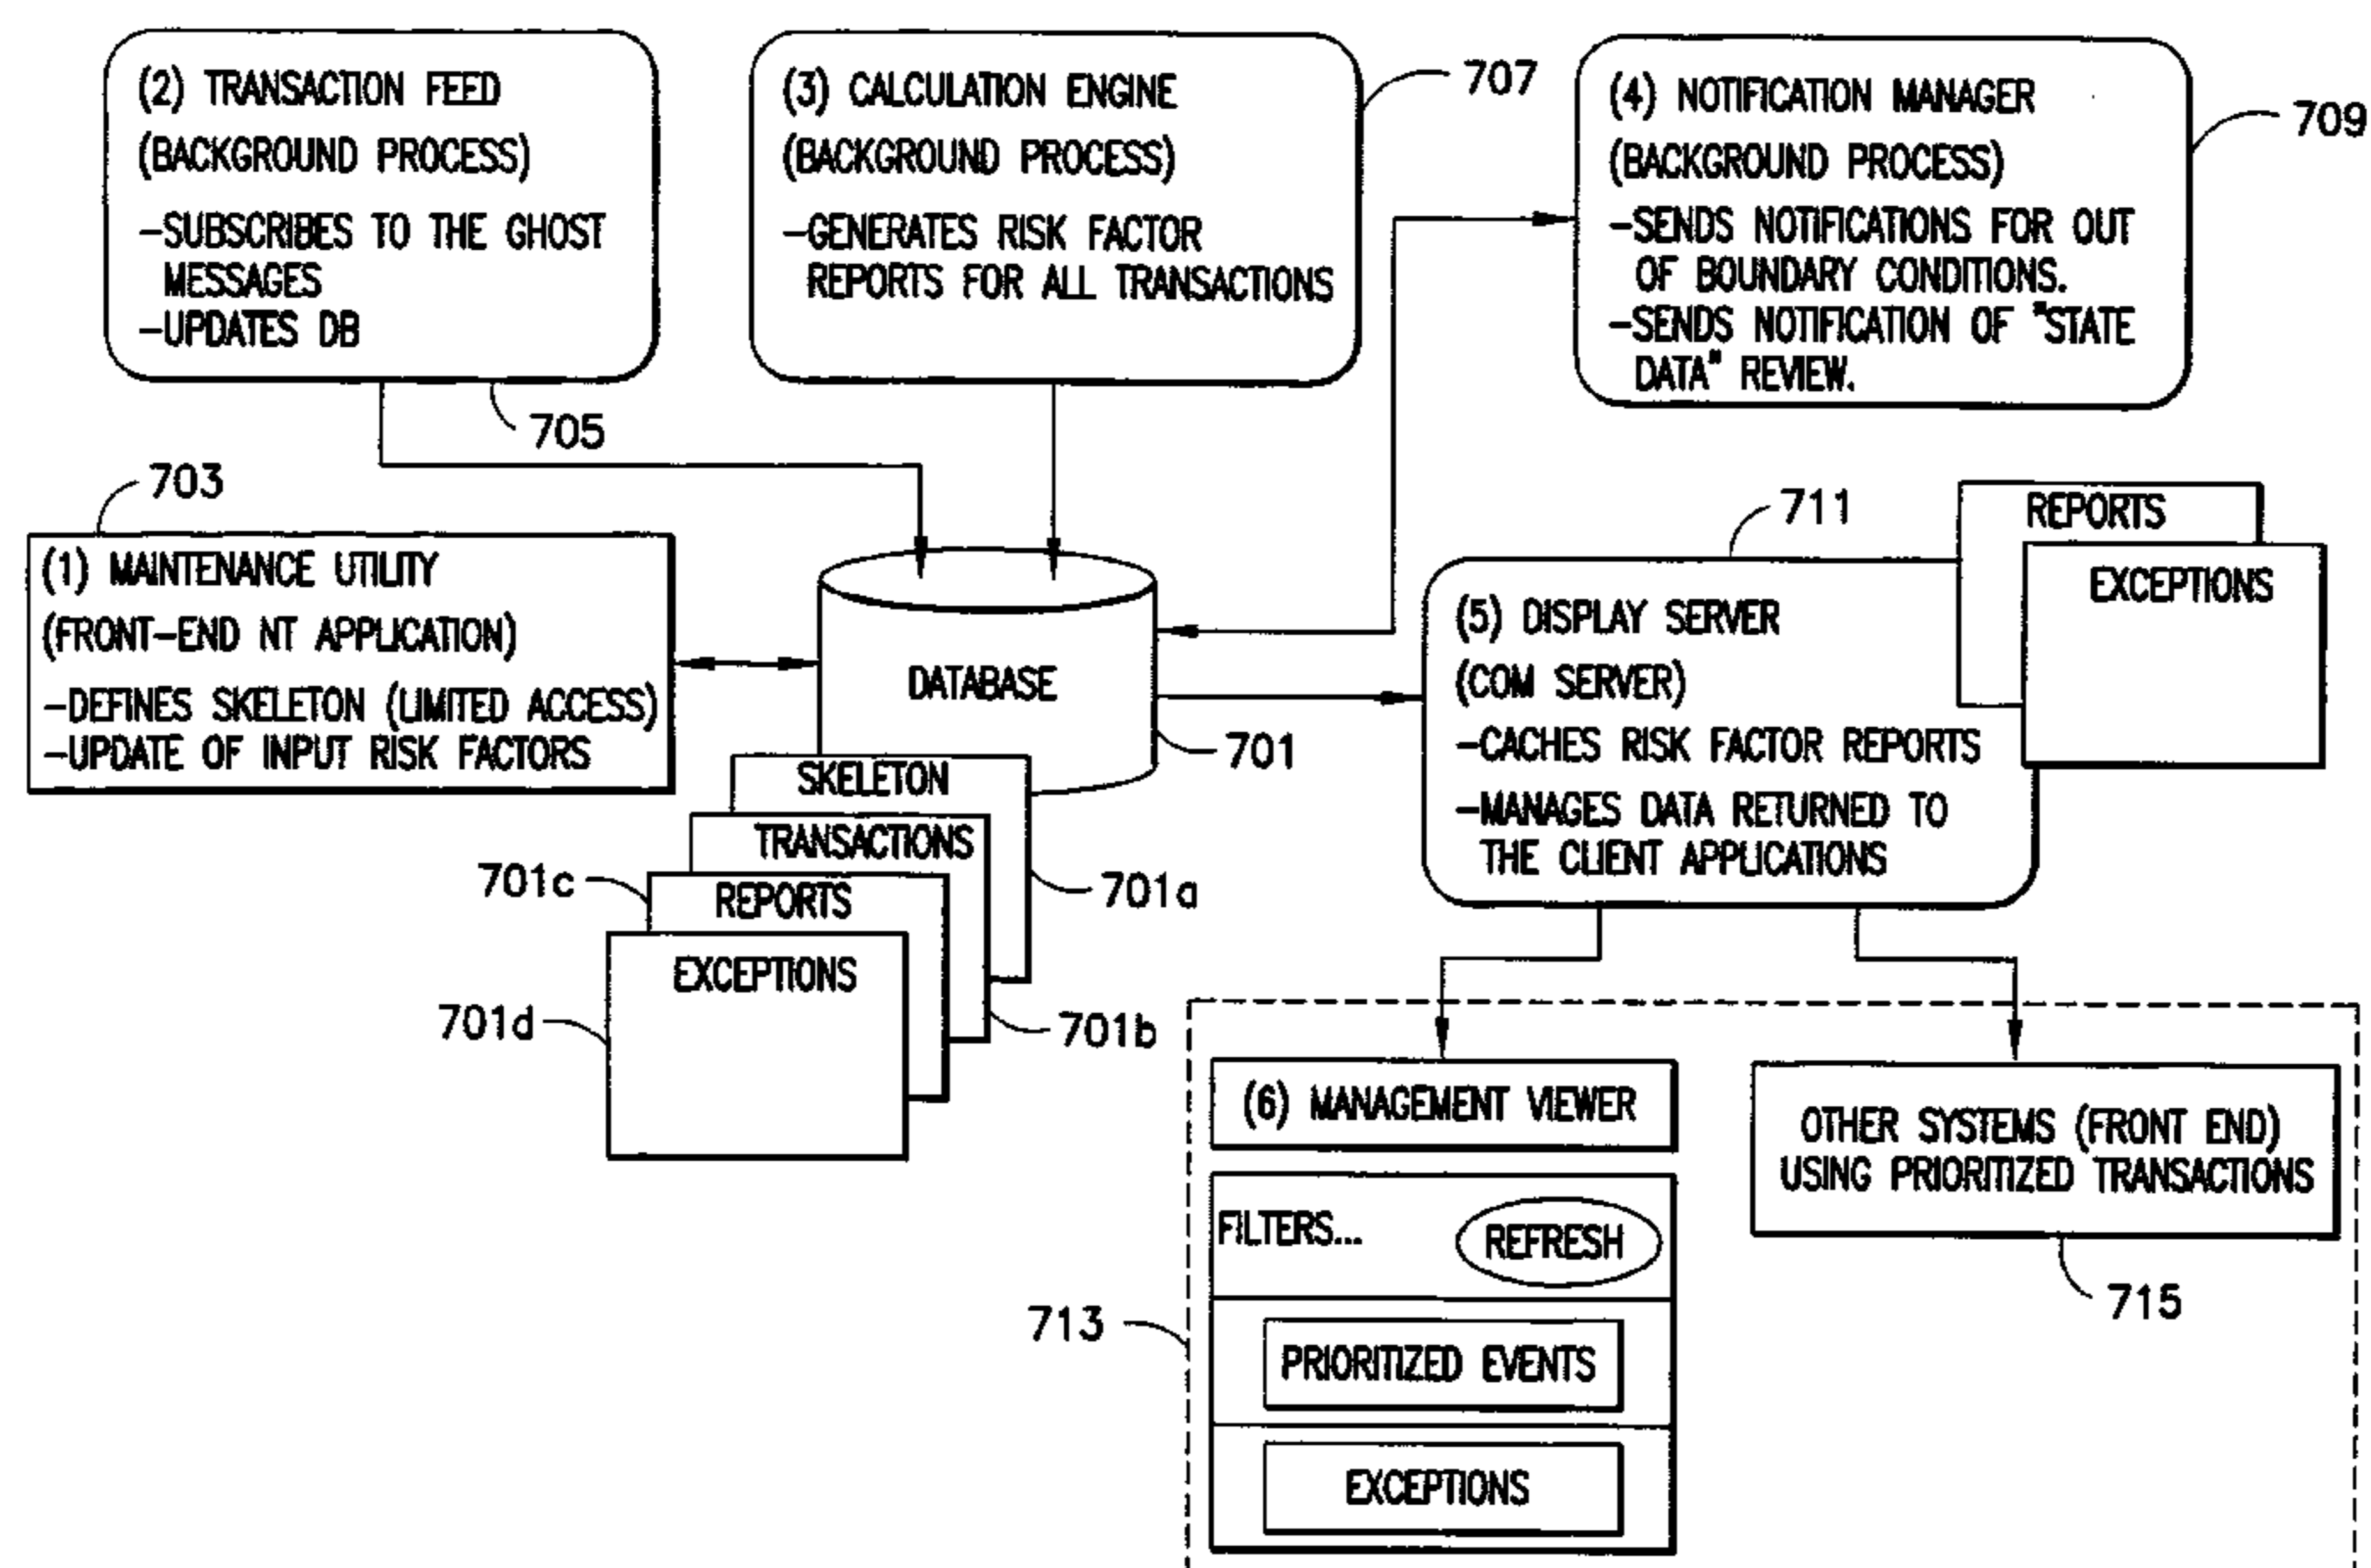 (2) TRANSACTION FEED
(BACKGROUND PROCESS)
-SUBSCRIBES TO THE GHOST
MESSAGES
-UPDATES DB
705
(3) CALCULATION ENGINE
(BACKGROUND PROCESS)
-GENERATES RISK FACTOR
REPORTS FOR ALL TRANSACTIONS
707
(4) NOTIFICATION MANAGER
(BACKGROUND PROCESS)
-SENDS NOTIFICATIONS FOR OUT
OF BOUNDARY CONDITIONS.
-SENDS NOTIFICATION OF "STATE
DATA" REVIEW.
709
703
(1) MAINTENANCE UTILITY
(FRONT-END NT APPLICATION)
-DEFINES SKELETON (LIMITED ACCESS)
-UPDATE OF INPUT RISK FACTORS
DATABASE
701
SKELETON
TRANSACTIONS
REPORTS
EXCEPTIONS
701a
701b
701c
701d
711
REPORTS
EXCEPTIONS
(5) DISPLAY SERVER
(COM SERVER)
-CACHES RISK FACTOR REPORTS
-MANAGES DATA RETURNED TO
THE CLIENT APPLICATIONS
(6) MANAGEMENT VIEWER
FILTERS...
REFRESH
PRIORITIZED EVENTS
EXCEPTIONS
713
OTHER SYSTEMS (FRONT END)
USING PRIORITIZED TRANSACTIONS
715